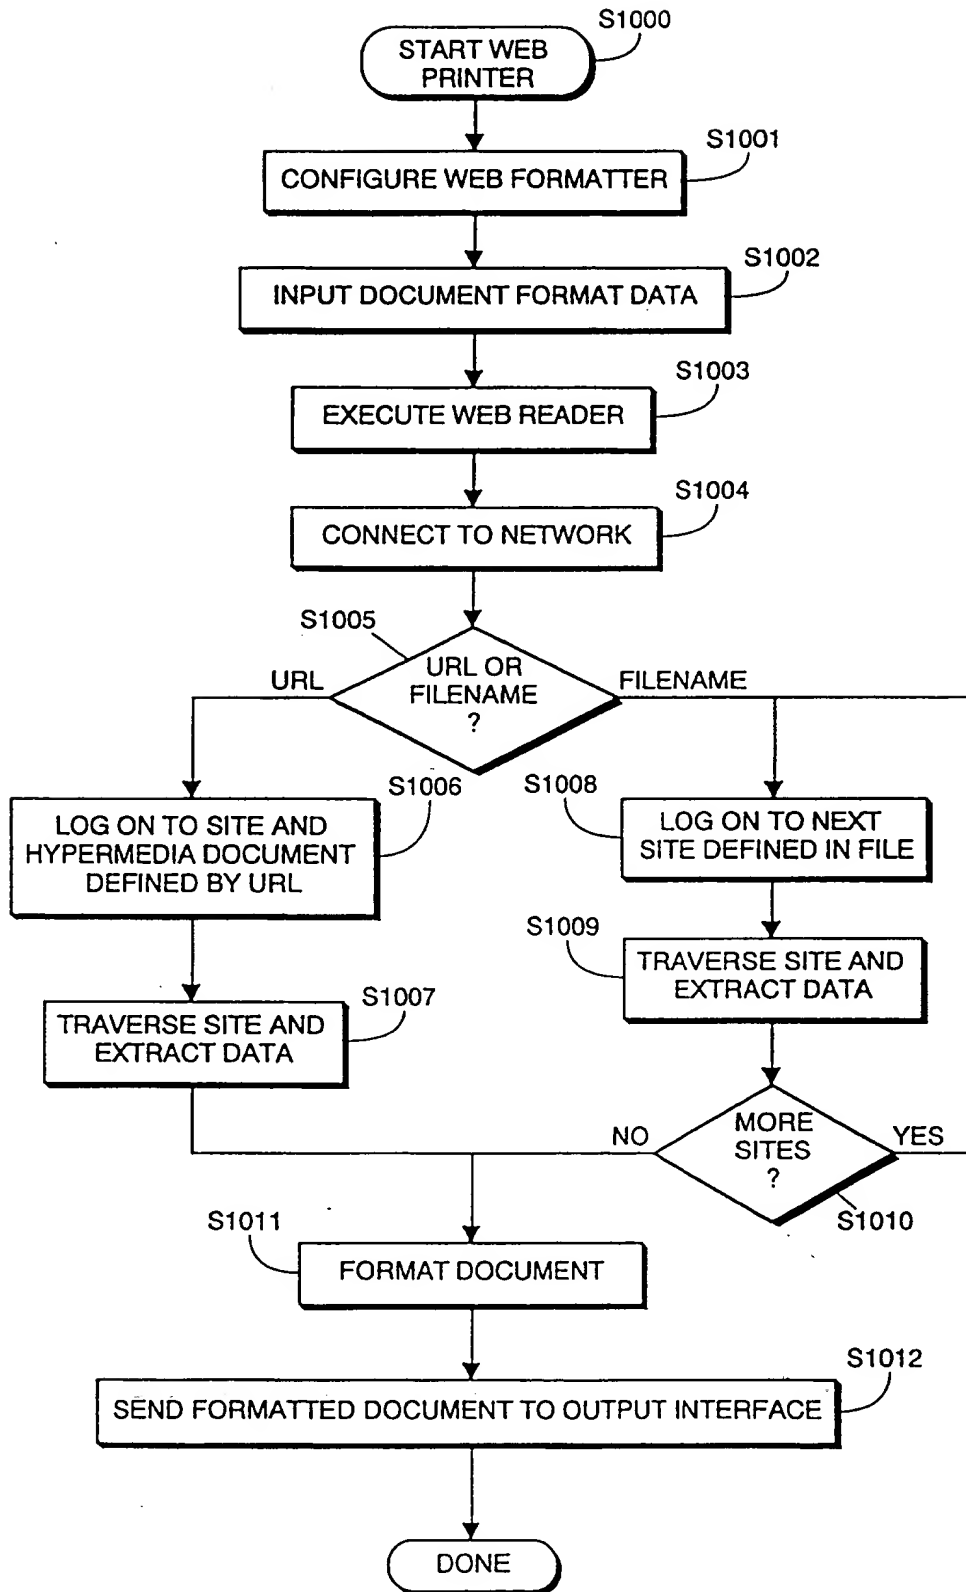 S1000
START WEB
PRINTER
S1001
CONFIGURE WEB FORMATTER
S1002
INPUT DOCUMENT FORMAT DATA
S1003
EXECUTE WEB READER
S1004
CONNECT TO NETWORK
S1005
URL OR
FILENAME
?
URL
FILENAME
S1006
LOG ON TO SITE AND
HYPERMEDIA DOCUMENT
DEFINED BY URL
S1008
LOG ON TO NEXT
SITE DEFINED IN FILE
S1007
TRAVERSE SITE AND
EXTRACT DATA
S1009
TRAVERSE SITE AND
EXTRACT DATA
MORE
SITES
?
NO
YES
S1010
S1011
FORMAT DOCUMENT
S1012
SEND FORMATTED DOCUMENT TO OUTPUT INTERFACE
DONE